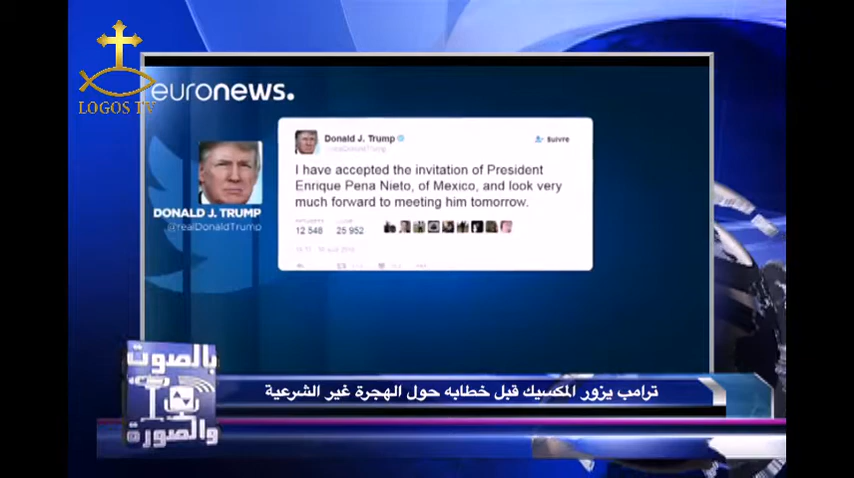 LOGOS TV
euronews.
Donald J. Trump
Suivre
@realDonaldTrump
I have accepted the invitation of President
Enrique Pena Nieto, of Mexico, and look very
much forward to meeting him tomorrow.
12 548 25 952
DONALD J. TRUMP
@realDonaldTrump
بالصوت
والصورة
ترامب يزور المكسيك قبل خطابه حول الهجرة غير الشرعية